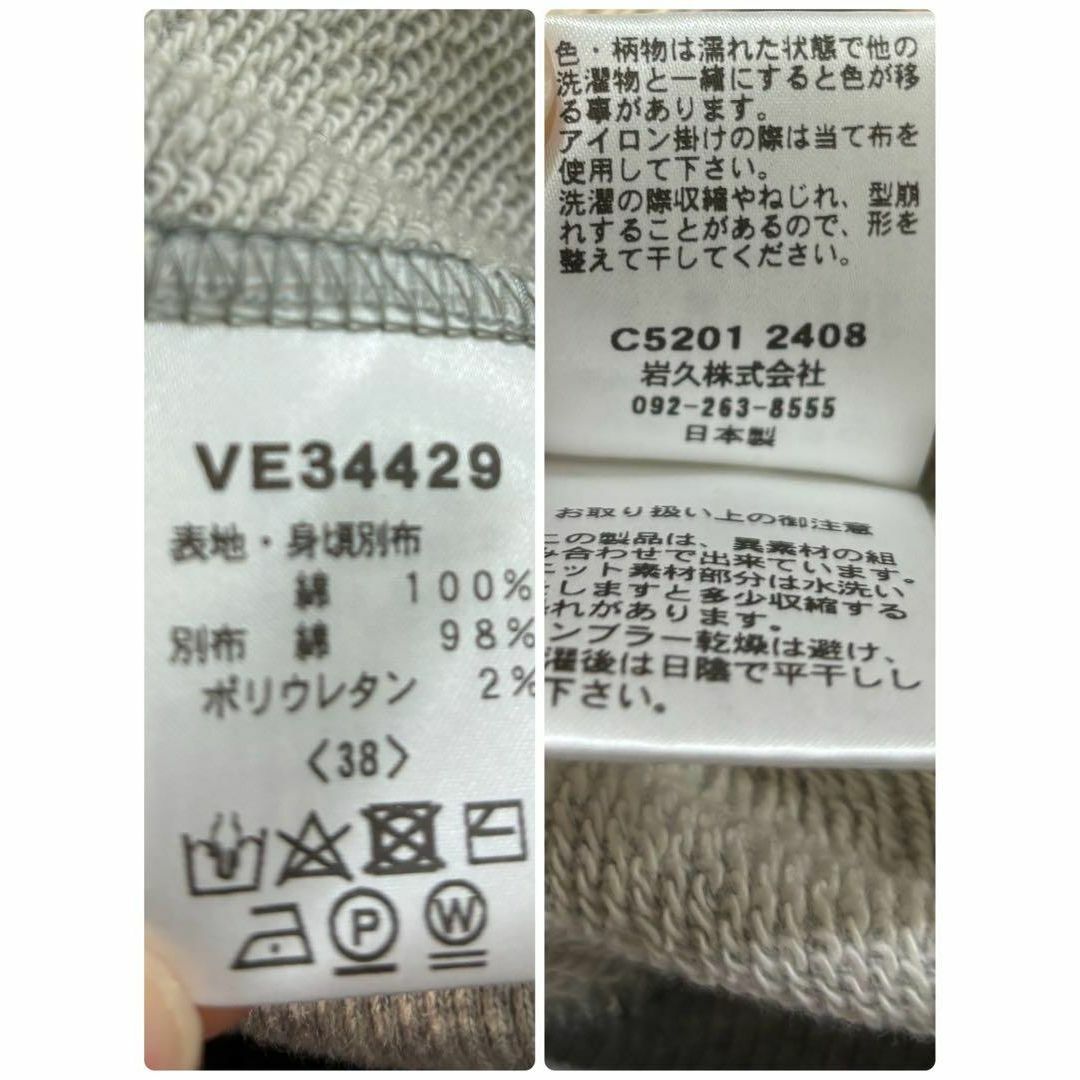 VE34429
表地・身頃別布
綿 100%
別布 綿 98%
ポリウレタン 2%
〈38〉
P
W
色・柄物は濡れた状態で他の
洗濯物と一緒にすると色が移
る事があります。
アイロン掛けの際は当て布を
使用して下さい。
洗濯の際収縮やねじれ、型崩
れすることがあるので、形を
整えて干してください。
C5201 2408
岩久株式会社
092-263-8555
日本製
お取り扱い上の御注意
この製品は、異素材の組
み合わせで出来ています。
ニット素材部分は水洗い
をしますと多少収縮する
れがあります。
ンブラー乾燥は避け、
濯後は日陰で平干しし
下さい。